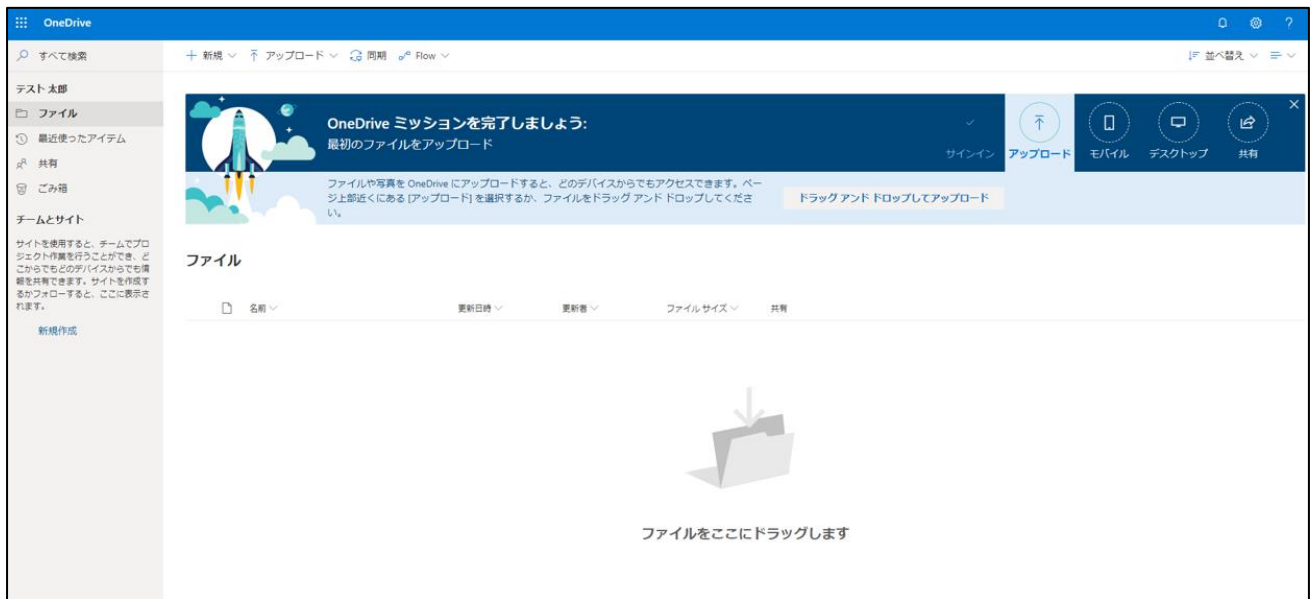 OneDrive
?
すべて検索
+ 新規 アップロード 同期 Flow
並べ替え
テスト 太郎
ファイル
最近使ったアイテム
共有
ごみ箱
チームとサイト
サイトを使用すると、チームでプロ
ジェクト作業を行うことができ、ど
こからでもどのデバイスからでも情
報を共有できます。サイトを作成す
るかフォローすると、ここに表示さ
れます。
新規作成
OneDrive ミッションを完了しましょう:
最初のファイルをアップロード
サインイン
アップロード
モバイル
デスクトップ
共有
ファイルや写真を OneDrive にアップロードすると、どのデバイスからでもアクセスできます。ペー
ジ上部近くにある [アップロード] を選択するか、ファイルをドラッグ アンド ドロップしてくださ
い。
ドラッグ アンド ドロップしてアップロード
ファイル
名前 更新日時 更新者 ファイル サイズ 共有
ファイルをここにドラッグします